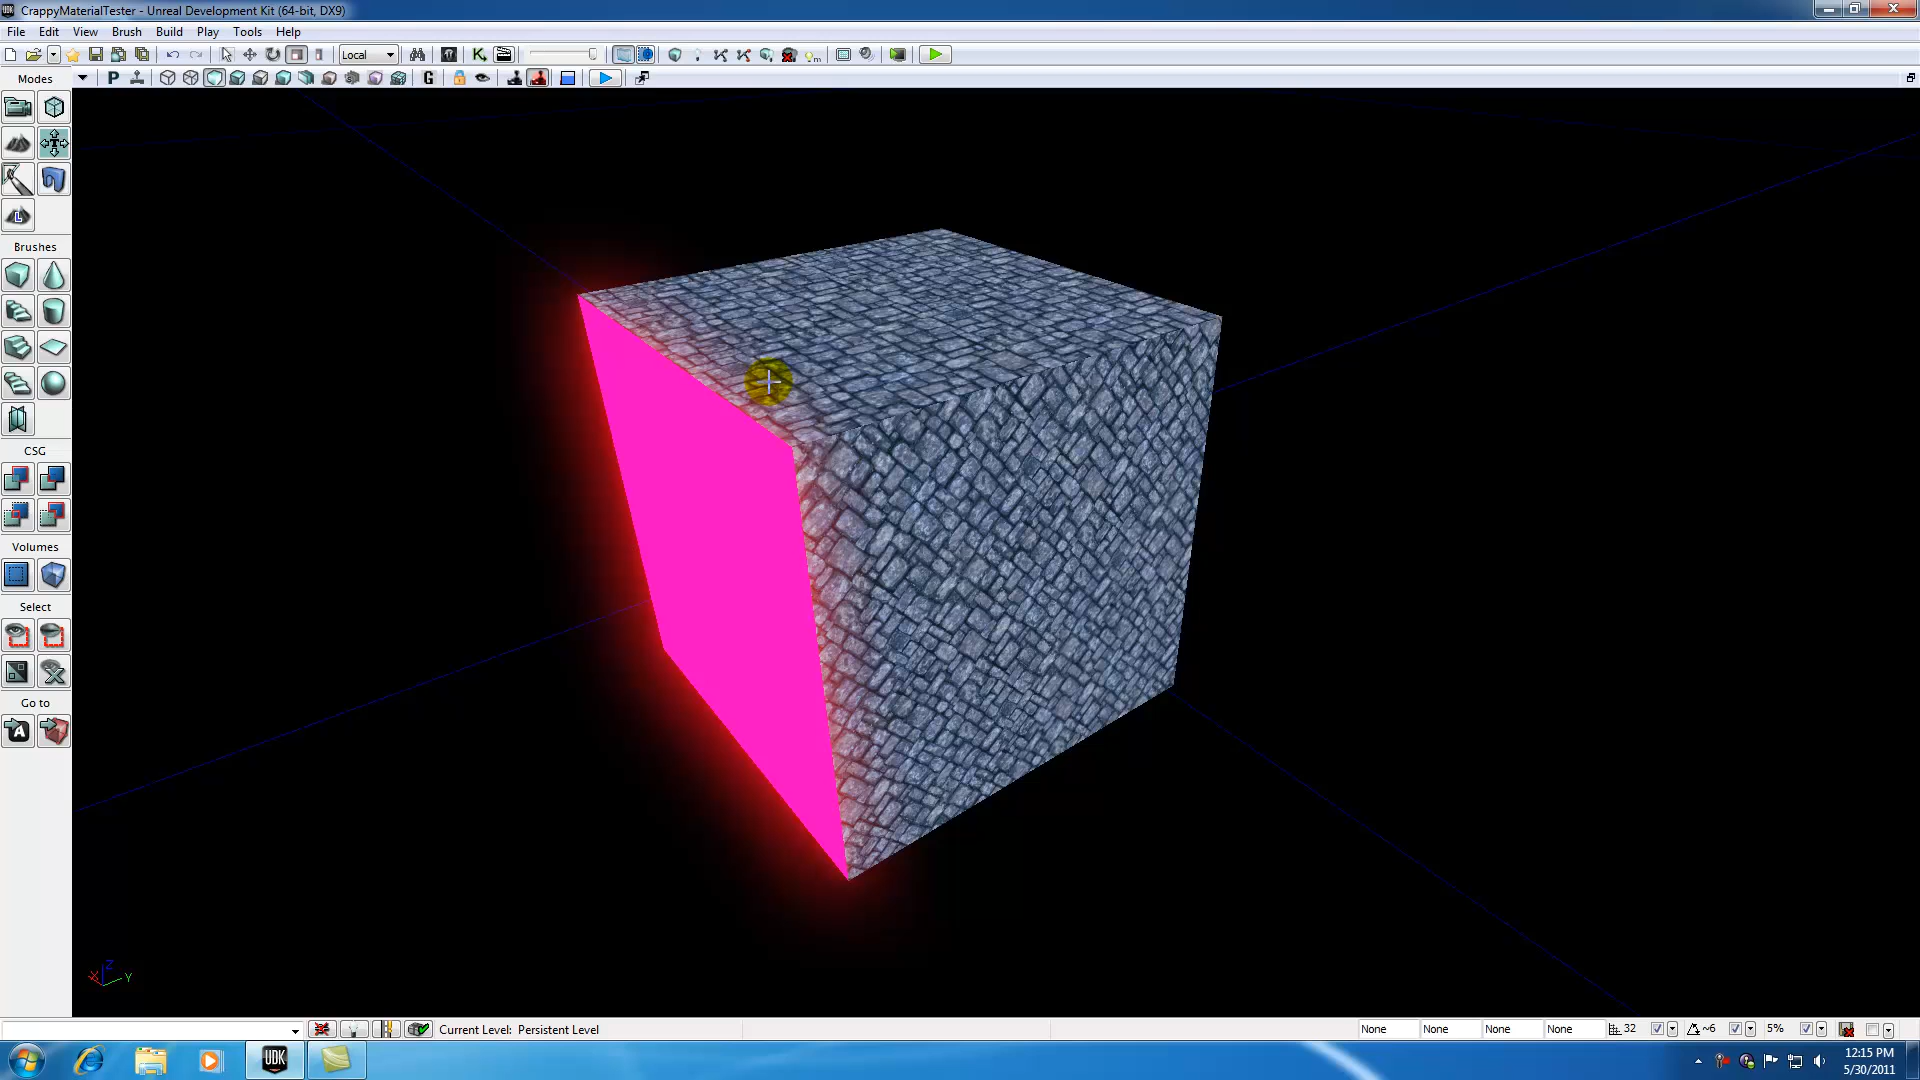 CrappyMaterialTester - Unreal Development Kit (64-bit, DX9)
File Edit View Brush Build Play Tools Help
Local
K
Modes
P
G
L
Brushes
CSG
Volumes
Select
Go to
A
X Z Y
Current Level: Persistent Level
None None None None 32 ~6 5%
UDK
12:15 PM
5/30/2011